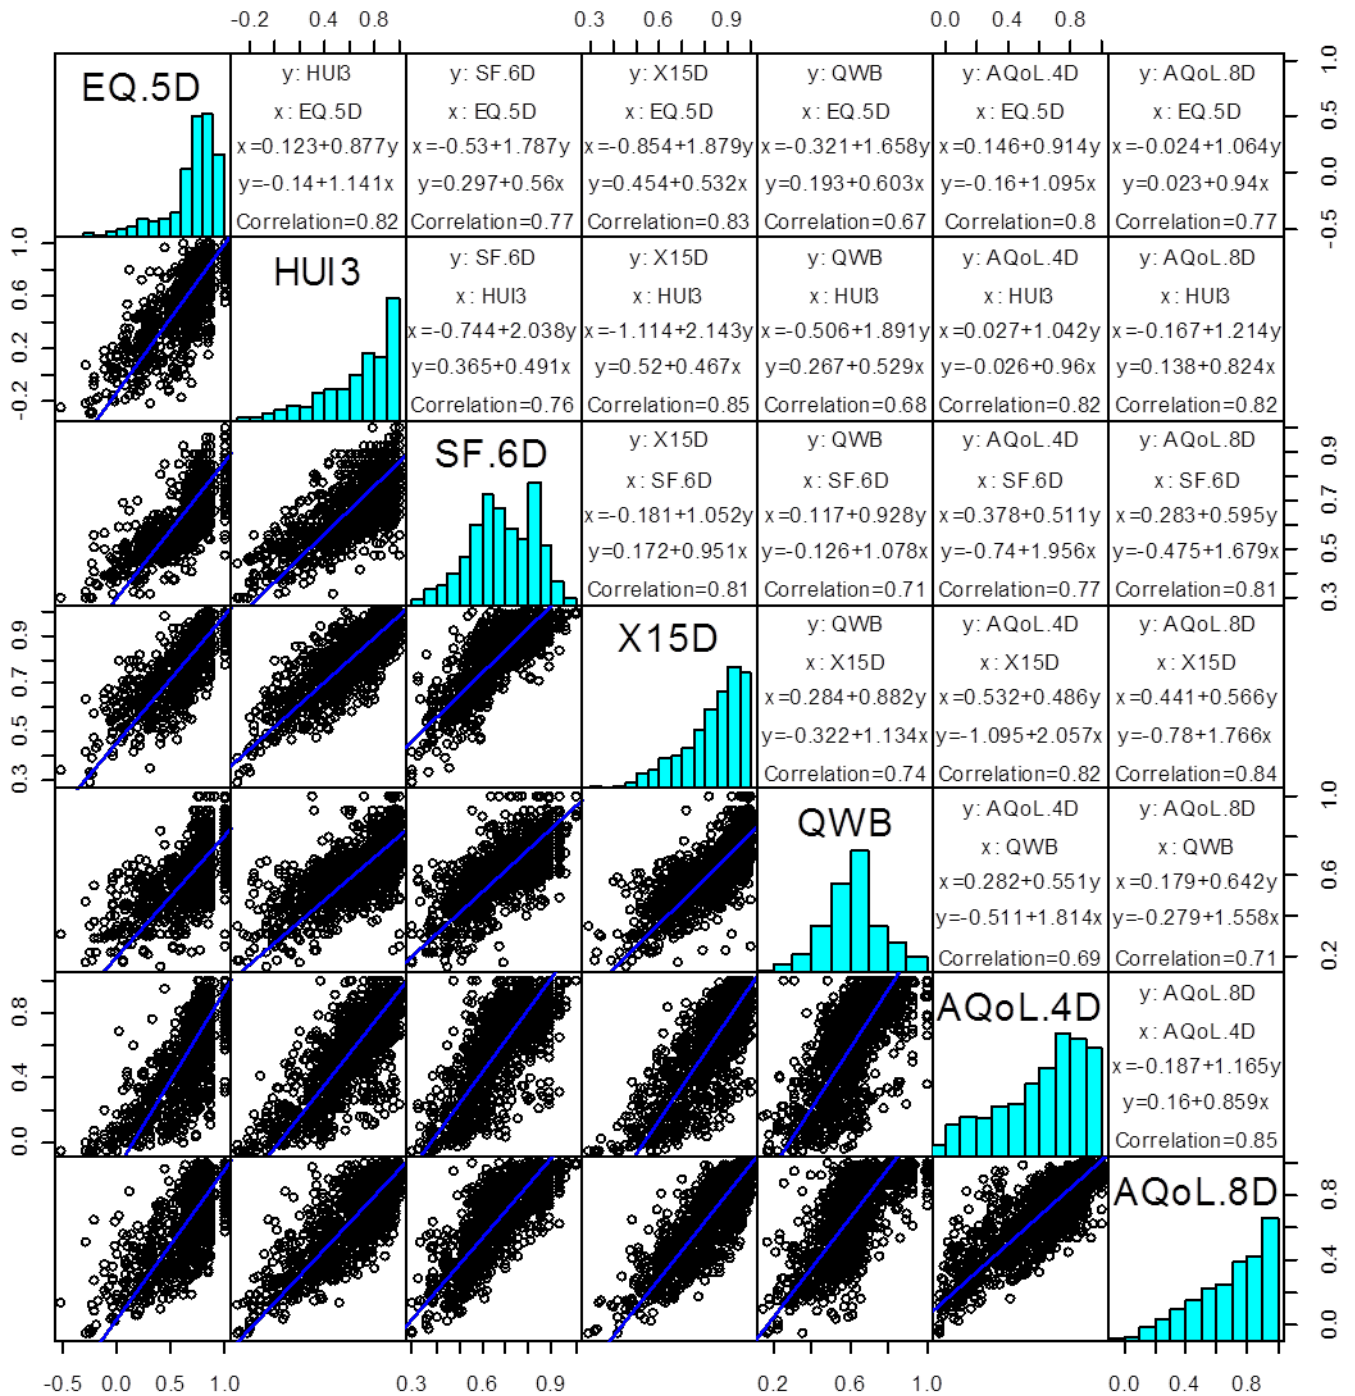 -0.2 0.4 0.8 0.3 0.6 0.9 0.0 0.4 0.8
EQ.5D
y: HUI3
x: EQ.5D
x=0.123+0.877y
y=-0.14+1.141x
Correlation=0.82
y: SF.6D
x: EQ.5D
x=-0.53+1.787y
y=0.297+0.56x
Correlation=0.77
y: X15D
x: EQ.5D
x=-0.854+1.879y
y=0.454+0.532x
Correlation=0.83
y: QWB
x: EQ.5D
x=-0.321+1.658y
y=0.193+0.603x
Correlation=0.67
y: AQoL.4D
x: EQ.5D
x=0.146+0.914y
y=-0.16+1.095x
Correlation=0.8
y: AQoL.8D
x: EQ.5D
x=-0.024+1.064y
y=0.023+0.94x
Correlation=0.77
-0.5 0.0 0.5 1.0
-0.2 0.2 0.6 1.0
HUI3
y: SF.6D
x: HUI3
x=-0.744+2.038y
y=0.365+0.491x
Correlation=0.76
y: X15D
x: HUI3
x=-1.114+2.143y
y=0.52+0.467x
Correlation=0.85
y: QWB
x: HUI3
x=-0.506+1.891y
y=0.267+0.529x
Correlation=0.68
y: AQoL.4D
x: HUI3
x=0.027+1.042y
y=-0.026+0.96x
Correlation=0.82
y: AQoL.8D
x: HUI3
x=-0.167+1.214y
y=0.138+0.824x
Correlation=0.82
SF.6D
y: X15D
x: SF.6D
x=-0.181+1.052y
y=0.172+0.951x
Correlation=0.81
y: QWB
x: SF.6D
x=0.117+0.928y
y=-0.126+1.078x
Correlation=0.71
y: AQoL.4D
x: SF.6D
x=0.378+0.511y
y=-0.74+1.956x
Correlation=0.77
y: AQoL.8D
x: SF.6D
x=0.283+0.595y
y=-0.475+1.679x
Correlation=0.81
0.3 0.5 0.7 0.9
0.3 0.5 0.7 0.9
X15D
y: QWB
x: X15D
x=0.284+0.882y
y=-0.322+1.134x
Correlation=0.74
y: AQoL.4D
x: X15D
x=0.532+0.486y
y=-1.095+2.057x
Correlation=0.82
y: AQoL.8D
x: X15D
x=0.441+0.566y
y=-0.78+1.766x
Correlation=0.84
QWB
y: AQoL.4D
x: QWB
x=0.282+0.551y
y=-0.511+1.814x
Correlation=0.69
y: AQoL.8D
x: QWB
x=0.179+0.642y
y=-0.279+1.558x
Correlation=0.71
0.2 0.6 1.0
0.0 0.4 0.8
AQoL.4D
y: AQoL.8D
x: AQoL.4D
x=-0.187+1.165y
y=0.16+0.859x
Correlation=0.85
AQoL.8D
0.0 0.4 0.8
-0.5 0.0 0.5 1.0 0.3 0.6 0.9 0.2 0.6 1.0 0.0 0.4 0.8